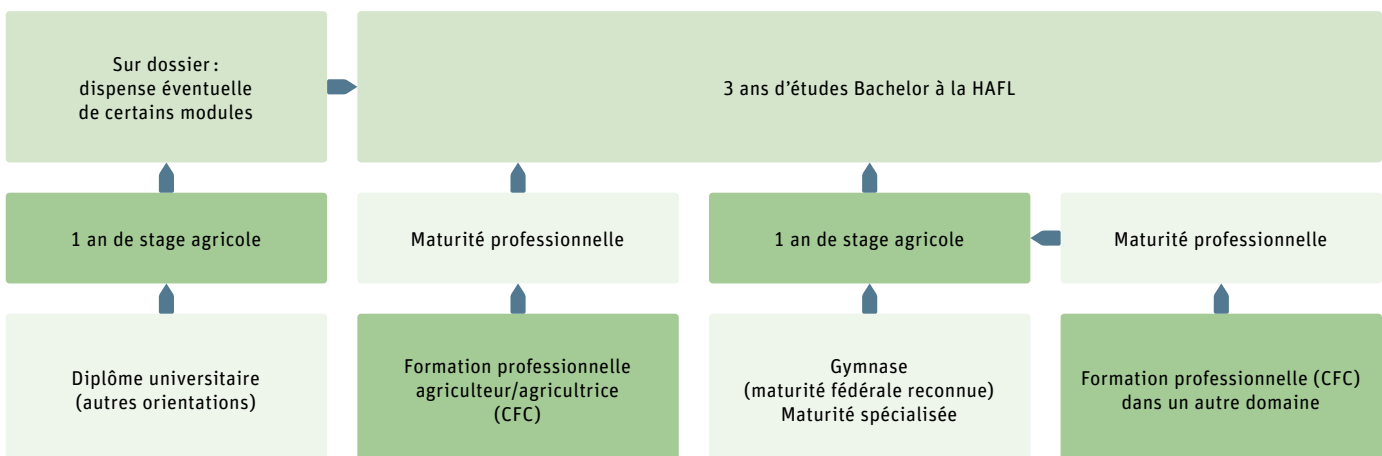 Sur dossier :
dispense éventuelle
de certains modules
3 ans d’études Bachelor à la HAFL
1 an de stage agricole
Maturité professionnelle
1 an de stage agricole
Maturité professionnelle
Diplôme universitaire
(autres orientations)
Formation professionnelle
agriculteur/agricultrice
(CFC)
Gymnase
(maturité fédérale reconnue)
Maturité spécialisée
Formation professionnelle (CFC)
dans un autre domaine